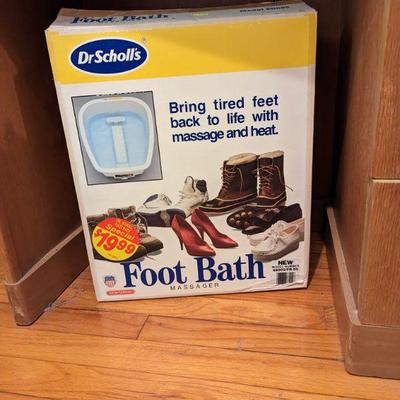 Dr Scholl's
Foot Bath
Bring tired feet
back to life with
massage and heat.
Special
$19.99
Foot Bath
MASSAGER
NEW